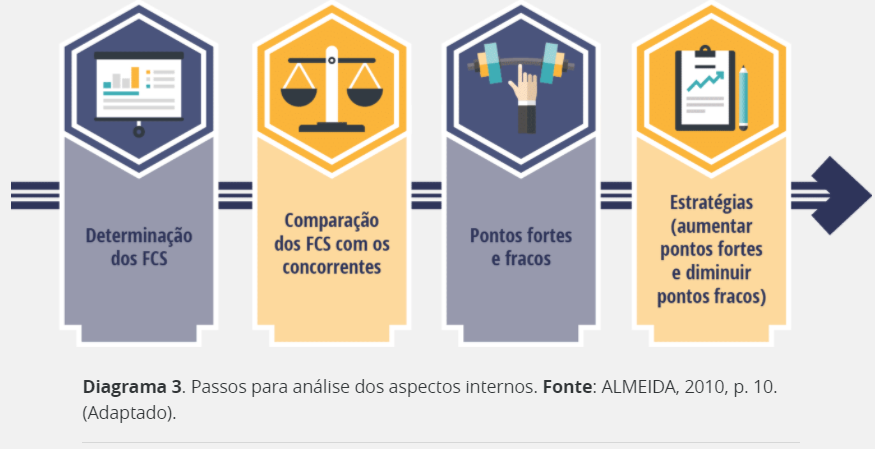 Determinação
dos FCS
Comparação
dos FCS com os
concorrentes
Pontos fortes
e fracos
Estratégias
(aumentar
pontos fortes
e diminuir
pontos fracos)
Diagrama 3. Passos para análise dos aspectos internos. Fonte: ALMEIDA, 2010, p. 10.
(Adaptado).